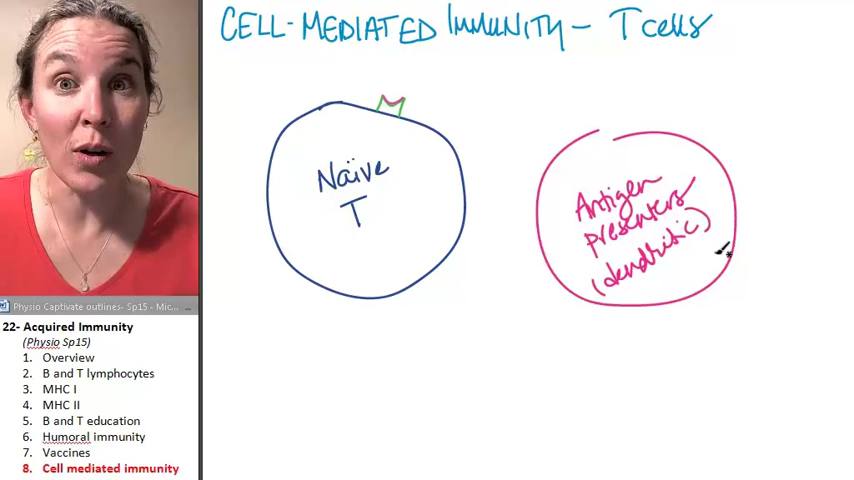 CELL-MEDIATED IMMUNITY- T cells
Naïve
T
Antigen
presenters
(dendritic)
Physio Captivate outlines- Sp15 - Mic...
22- Acquired Immunity
(Physio Sp15)
1. Overview
2. B and T lymphocytes
3. MHC I
4. MHC II
5. B and T education
6. Humoral immunity
7. Vaccines
8. Cell mediated immunity